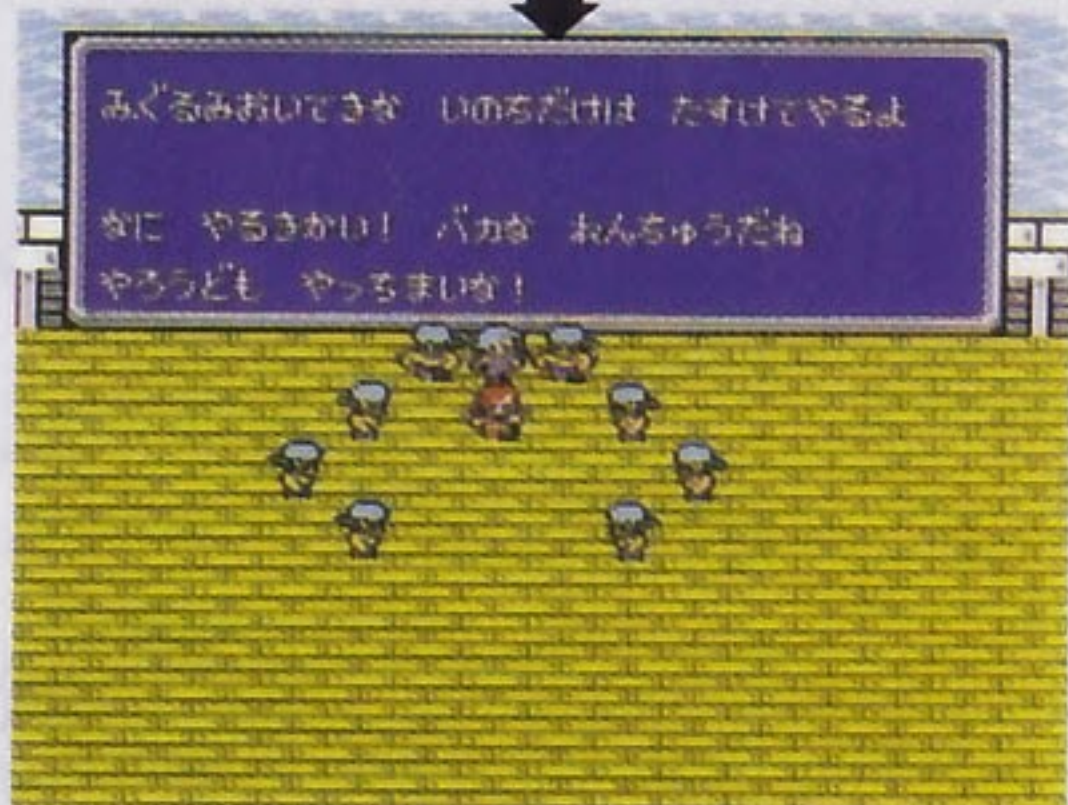 みぐるみおいてきな　いのちだけは　たすけてやるよ
なに　やるきかい！　バカな　れんちゅうだね
やろうども　やっちまいな！